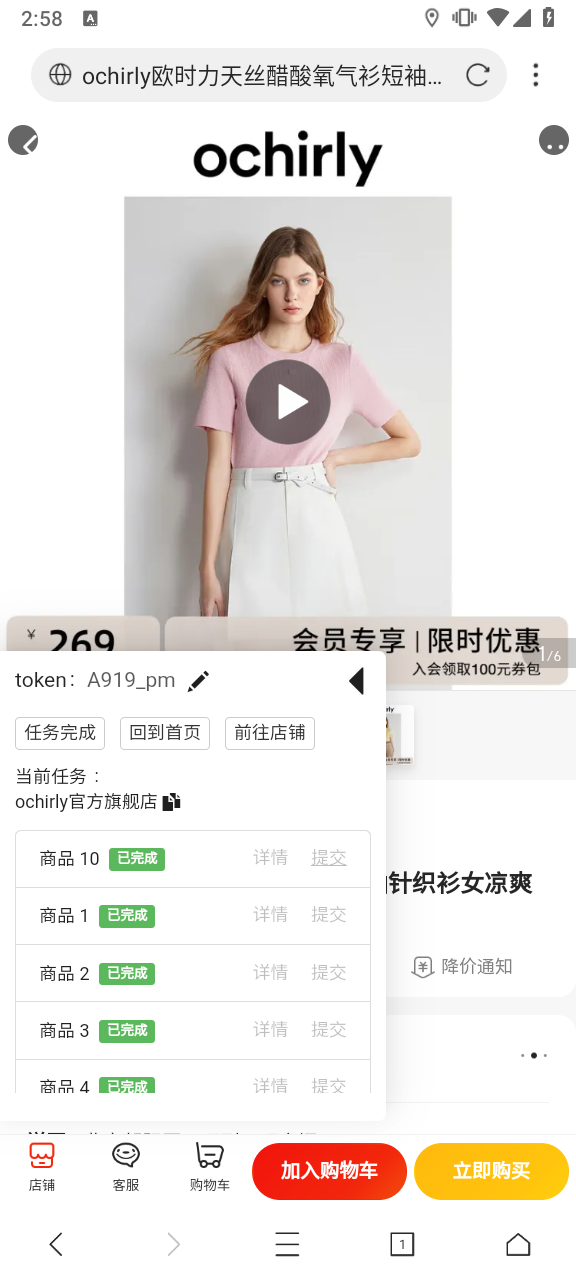 2:58
A
ochirly欧时力天丝醋酸氧气衫短袖...
ochirly
¥ 269
会员专享 | 限时优惠
入会领取100元券包
1/6
token: A919_pm
任务完成 回到首页 前往店铺
当前任务：
ochirly官方旗舰店
商品 10 已完成 详情 提交
商品 1 已完成 详情 提交
商品 2 已完成 详情 提交
商品 3 已完成 详情 提交
商品 4 已完成 详情 提交
针织衫女凉爽
降价通知
店铺 客服 购物车 加入购物车 立即购买
1